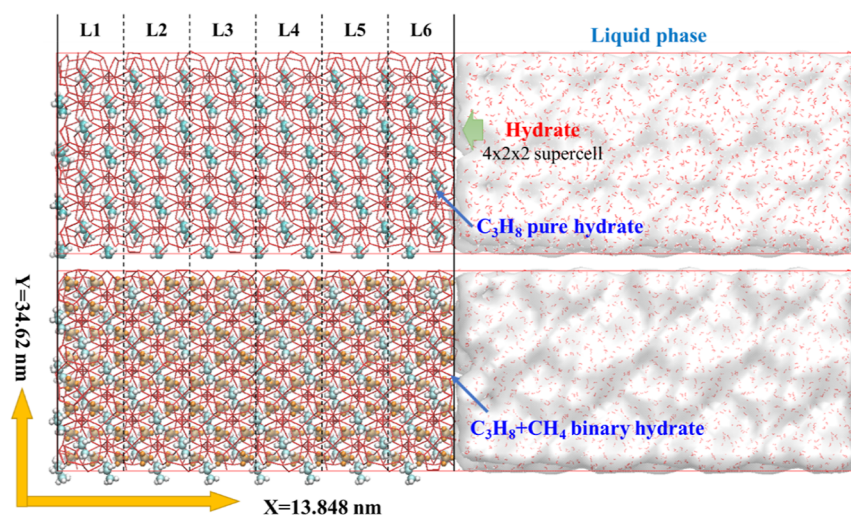 L1 L2 L3 L4 L5 L6
Liquid phase
Hydrate
4x2x2 supercell
C₃H₈ pure hydrate
C₃H₈+CH₄ binary hydrate
Y=34.62 nm
X=13.848 nm